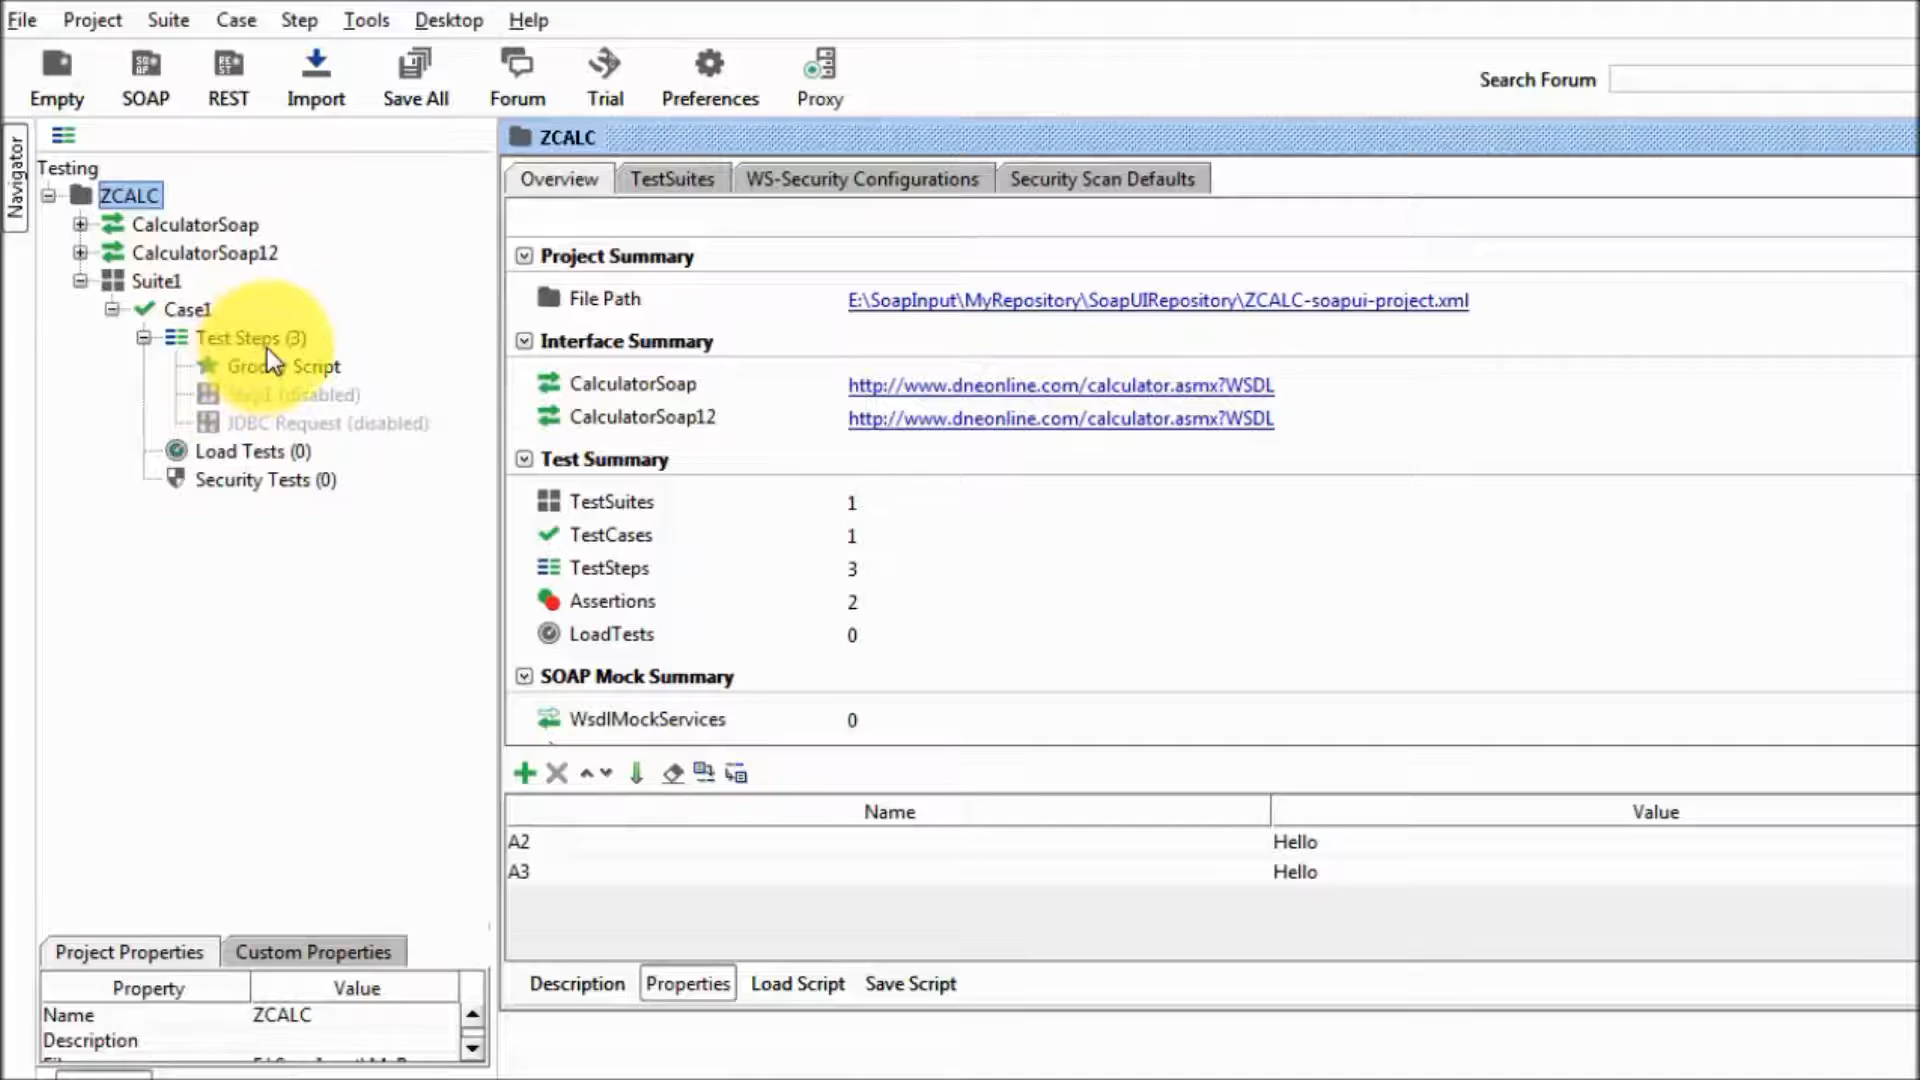 File Project Suite Case Step Tools Desktop Help
Empty SOAP REST Import Save All Forum Trial Preferences Proxy
Search Forum
Navigator
Testing
ZCALC
CalculatorSoap
CalculatorSoap12
Suite1
Case1
Test Steps (3)
Script
(disabled)
JDBC Request (disabled)
Load Tests (0)
Security Tests (0)
Project Properties Custom Properties
Property Value
Name ZCALC
Description
ZCALC
Overview TestSuites WS-Security Configurations Security Scan Defaults
Project Summary
File Path E:\SoapInput\MyRepository\SoapUIRepository\ZCALC-soapui-project.xml
Interface Summary
CalculatorSoap http://www.dneonline.com/calculator.asmx?WSDL
CalculatorSoap12 http://www.dneonline.com/calculator.asmx?WSDL
Test Summary
TestSuites 1
TestCases 1
TestSteps 3
Assertions 2
LoadTests 0
SOAP Mock Summary
WsdlMockServices 0
Name Value
A2 Hello
A3 Hello
Description Properties Load Script Save Script